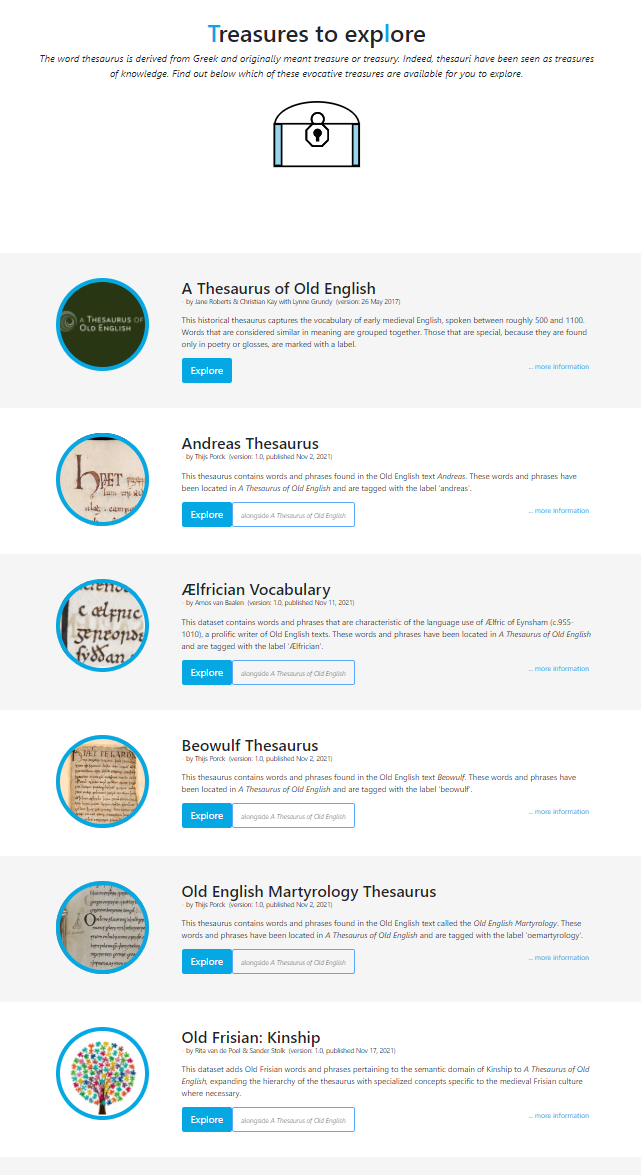 Treasures to explore
The word thesaurus is derived from Greek and originally meant treasure or treasury. Indeed, thesauri have been seen as treasures
of knowledge. Find out below which of these evocative treasures are available for you to explore.
A THESAURUS OF
OLD ENGLISH
A Thesaurus of Old English
· by Jane Roberts & Christian Kay with Lynne Grundy (version: 26 May 2017)
This historical thesaurus captures the vocabulary of early medieval English, spoken between roughly 500 and 1100.
Words that are considered similar in meaning are grouped together. Those that are special, because they are found
only in poetry or glosses, are marked with a label.
Explore
... more information
Andreas Thesaurus
· by Thijs Porck (version: 1.0, published Nov 2, 2021)
This thesaurus contains words and phrases found in the Old English text Andreas. These words and phrases have
been located in A Thesaurus of Old English and are tagged with the label 'andreas'.
Explore
alongside A Thesaurus of Old English
... more information
Ælfrician Vocabulary
· by Amos van Baalen (version: 1.0, published Nov 11, 2021)
This dataset contains words and phrases that are characteristic of the language use of Ælfric of Eynsham (c.955-
1010), a prolific writer of Old English texts. These words and phrases have been located in A Thesaurus of Old English
and are tagged with the label 'Ælfrician'.
Explore
alongside A Thesaurus of Old English
... more information
Beowulf Thesaurus
· by Thijs Porck (version: 1.0, published Nov 2, 2021)
This thesaurus contains words and phrases found in the Old English text Beowulf. These words and phrases have
been located in A Thesaurus of Old English and are tagged with the label 'beowulf'.
Explore
alongside A Thesaurus of Old English
... more information
Old English Martyrology Thesaurus
· by Thijs Porck (version: 1.0, published Nov 2, 2021)
This thesaurus contains words and phrases found in the Old English text called the Old English Martyrology. These
words and phrases have been located in A Thesaurus of Old English and are tagged with the label 'oemartyrology'.
Explore
alongside A Thesaurus of Old English
... more information
Old Frisian: Kinship
· by Rita van de Poel & Sander Stolk (version: 1.0, published Nov 17, 2021)
This dataset adds Old Frisian words and phrases pertaining to the semantic domain of Kinship to A Thesaurus of Old
English, expanding the hierarchy of the thesaurus with specialized concepts specific to the medieval Frisian culture
where necessary.
Explore
alongside A Thesaurus of Old English
... more information